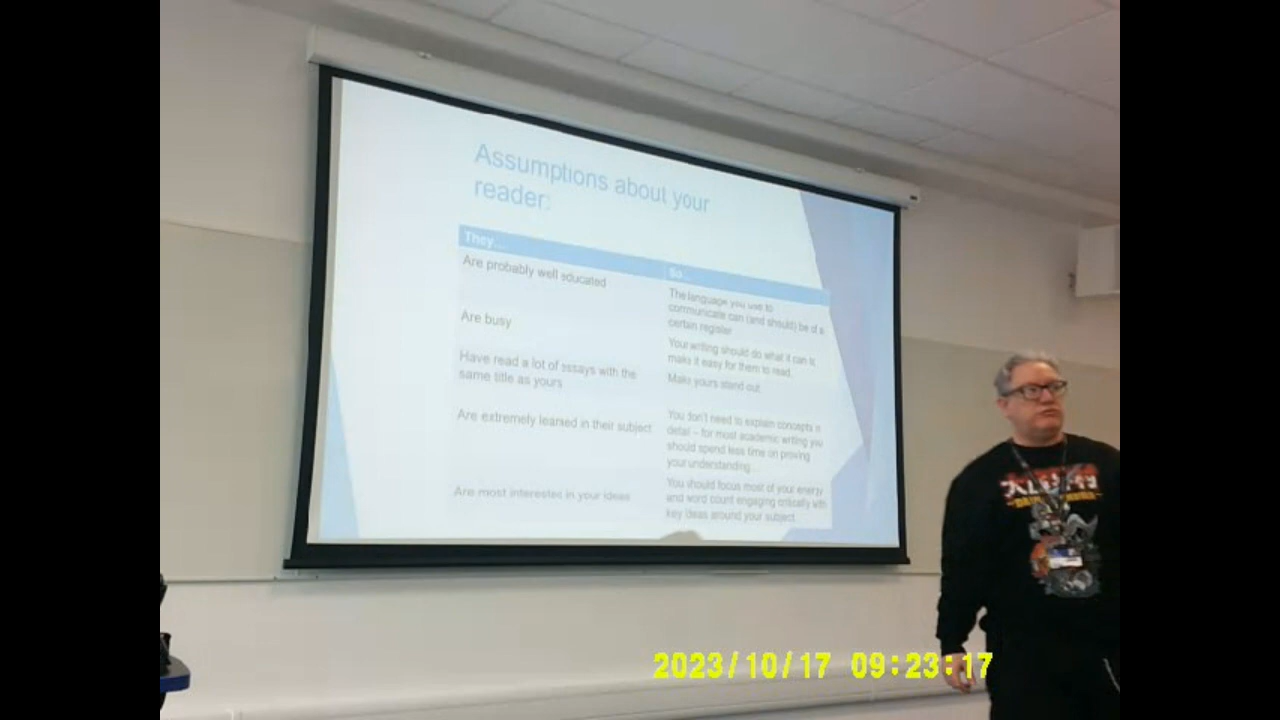 Assumptions about your
reader:
They...
So...
Are probably well educated
The language you use to
communicate can (and should) be of a
certain register
Are busy
Your writing should do what it can to
make it easy for them to read.
Have read a lot of essays with the
same title as yours
Make yours stand out.
Are extremely learned in their subject
You don't need to explain concepts in
detail – for most academic writing you
should spend less time on proving
your understanding...
Are most interested in your ideas
You should focus most of your energy
and word count engaging critically with
key ideas around your subject
2023/10/17 09:23:17